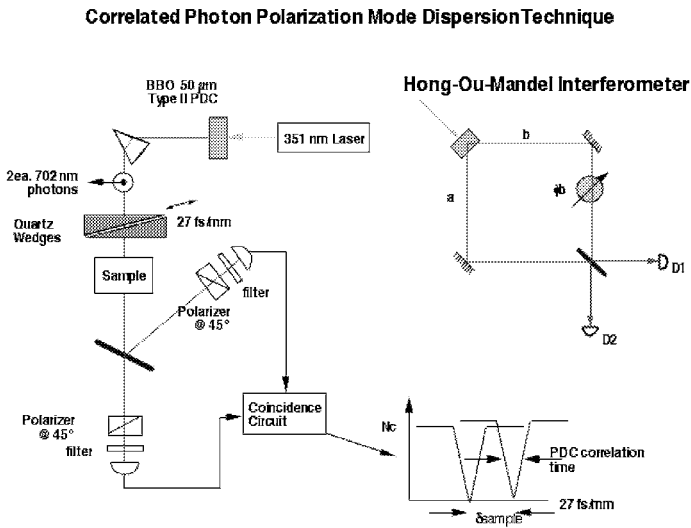 Correlated Photon Polarization Mode Dispersion Technique
BBO 50 μm
Type II PDC
351 nm Laser
2ea. 702 nm
photons
Quartz
Wedges
27 fs/mm
Sample
filter
Polarizer
@ 45°
Polarizer
@ 45°
filter
Coincidence
Circuit
Hong-Ou-Mandel Interferometer
b
a
ϕb
D1
D2
Nc
PDC correlation
time
27 fs/mm
δsample